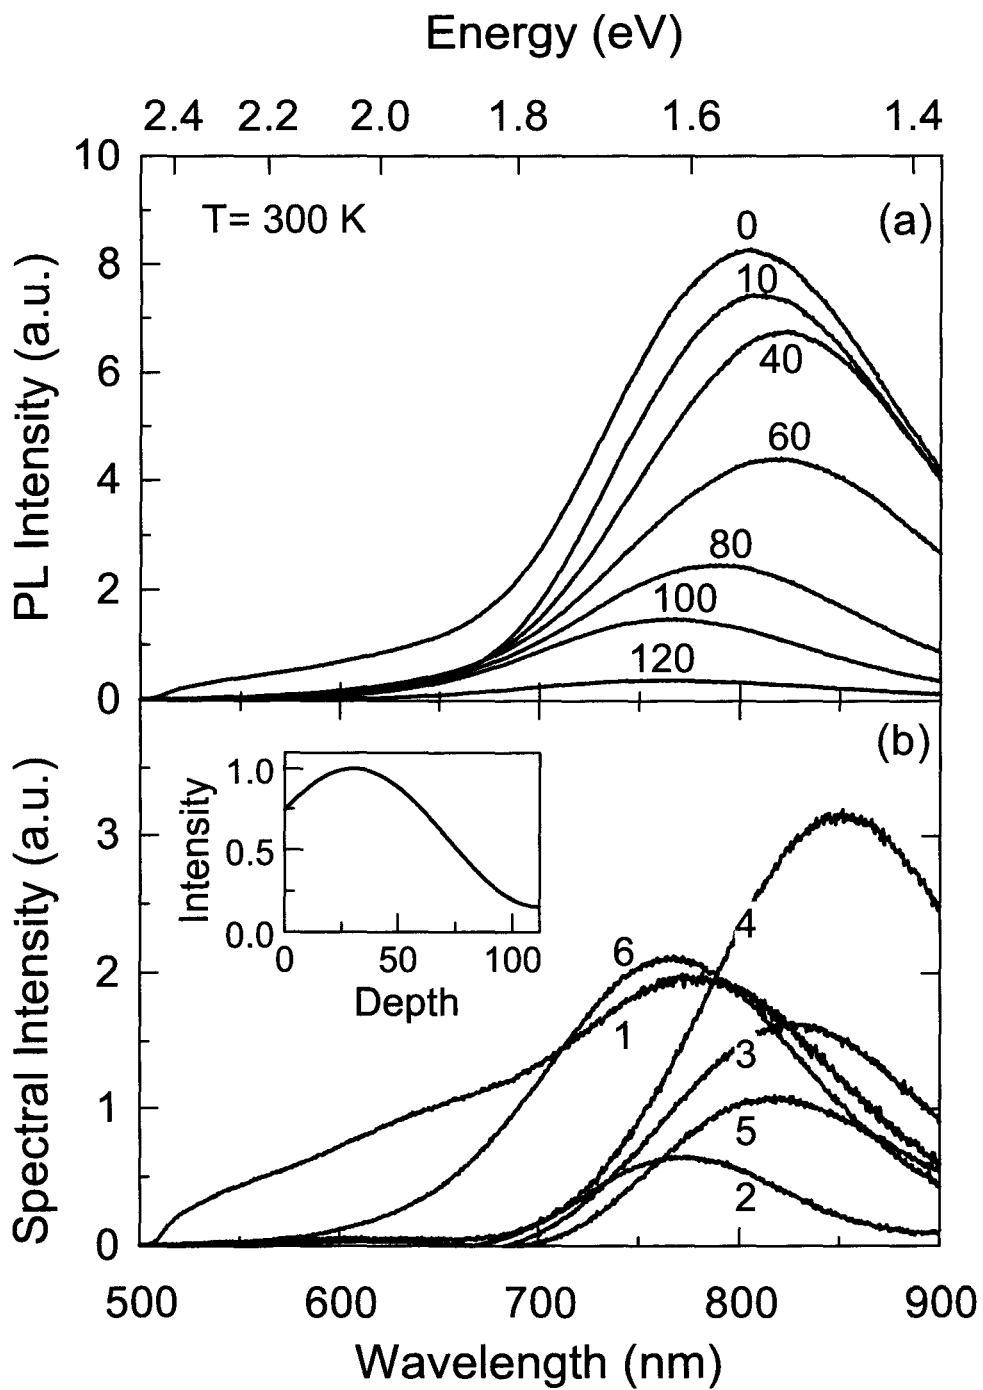 Energy (eV)
2.4 2.2 2.0 1.8 1.6 1.4
10
T= 300 K
(a)
0
8
10
6
40
PL Intensity (a.u.)
60
4
80
2
100
120
0
(b)
Intensity
1.0
0.5
0.0
0 50 100
Depth
3
4
6
2
1
3
Spectral Intensity (a.u.)
1
5
2
0
500 600 700 800 900
Wavelength (nm)